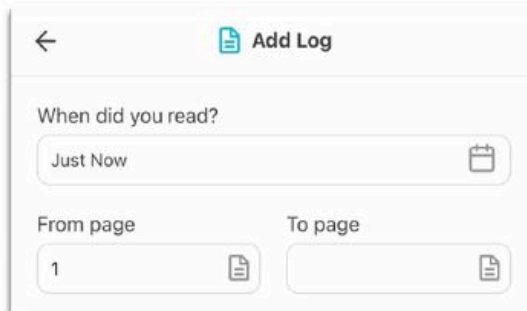 Add Log
When did you read?
Just Now
From page To page
1